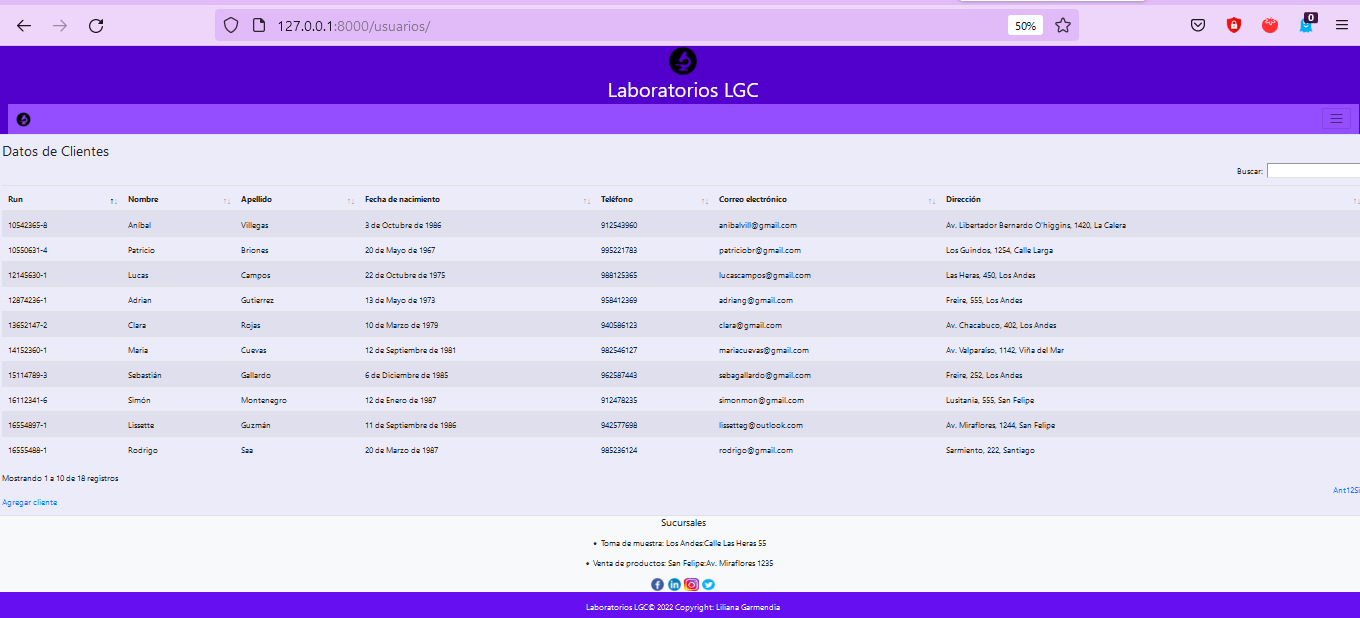 127.0.0.1:8000/usuarios/
50%
0
Laboratorios LGC
Datos de Clientes
Buscar:
Run Nombre Apellido Fecha de nacimiento Teléfono Correo electrónico Dirección
10542365-8 Anibal Villegas 3 de Octubre de 1986 912543960 anibalvill@gmail.com Av. Libertador Bernardo O'higgins, 1420, La Calera
10550631-4 Patricio Briones 20 de Mayo de 1967 995221783 patriciobr@gmail.com Los Guindos, 1254, Calle Larga
12145630-1 Lucas Campos 22 de Octubre de 1975 988125365 lucascampos@gmail.com Las Heras, 450, Los Andes
12874236-1 Adrian Gutierrez 13 de Mayo de 1973 958412369 adriang@gmail.com Freire, 555, Los Andes
13652147-2 Clara Rojas 10 de Marzo de 1979 940586123 clara@gmail.com Av. Chacabuco, 402, Los Andes
14152360-1 Maria Cuevas 12 de Septiembre de 1981 982546127 mariacuevas@gmail.com Av. Valparaíso, 1142, Viña del Mar
15114789-3 Sebastián Gallardo 6 de Diciembre de 1985 962587443 sebagallardo@gmail.com Freire, 252, Los Andes
16112341-6 Simón Montenegro 12 de Enero de 1987 912478235 simonmon@gmail.com Lusitania, 555, San Felipe
16554897-1 Lissette Guzmán 11 de Septiembre de 1986 942577698 lissetteg@outlook.com Av. Miraflores, 1244, San Felipe
16555488-1 Rodrigo Saa 20 de Marzo de 1987 985236124 rodrigo@gmail.com Sarmiento, 222, Santiago
Mostrando 1 a 10 de 18 registros
Ant12Si
Agregar cliente
Sucursales
• Toma de muestra: Los Andes:Calle Las Heras 55
• Venta de productos: San Felipe:Av. Miraflores 1235
Laboratorios LGC© 2022 Copyright: Liliana Garmendia